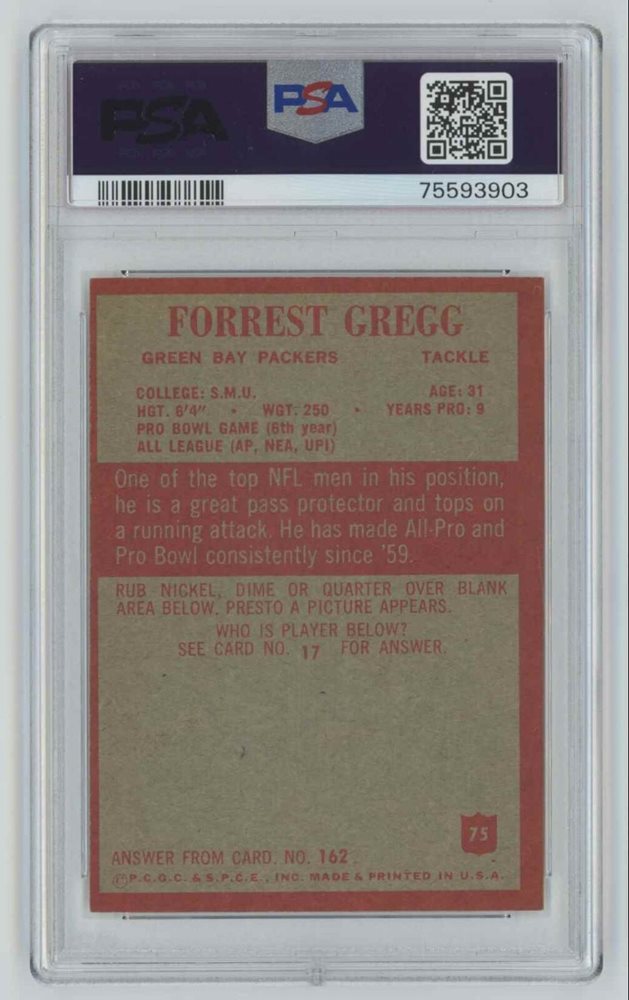 PSA
PSA
75593903
FORREST GREGG
GREEN BAY PACKERS TACKLE
COLLEGE: S.M.U. AGE: 31
HGT. 6'4" • WGT. 250 • YEARS PRO: 9
PRO BOWL GAME (6th year)
ALL LEAGUE (AP, NEA, UPI)
One of the top NFL men in his position,
he is a great pass protector and tops on
a running attack. He has made All-Pro and
Pro Bowl consistently since '59.
RUB NICKEL, DIME OR QUARTER OVER BLANK
AREA BELOW. PRESTO A PICTURE APPEARS.
WHO IS PLAYER BELOW?
SEE CARD NO. 17 FOR ANSWER.
75
ANSWER FROM CARD. NO. 162
©P.C.G.C. & S.P.C.E., INC. MADE & PRINTED IN U.S.A.